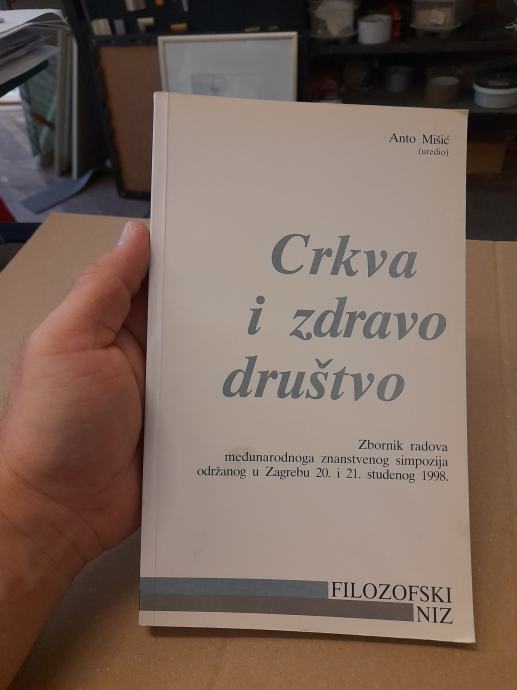 Anto Mišić
(uredio)
Crkva
i zdravo
društvo
Zbornik radova
međunarodnoga znanstvenog simpozija
održanog u Zagrebu 20. i 21. studenog 1998.
FILOZOFSKI
NIZ